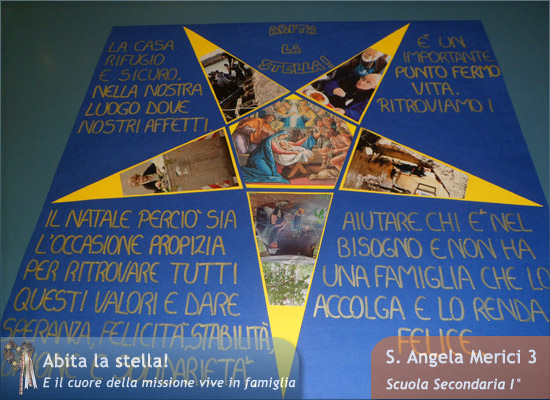 ABITA
LA
STELLA!
LA CASA
RIFUGIO
E SICURO,
NELLA NOSTRA
LUOGO DOVE
NOSTRI AFFETTI
É UN
IMPORTANTE
PUNTO FERMO
VITA.
RITROVIAMO I
IL NATALE PERCIO' SIA
L'OCCASIONE PROPIZIA
PER RITROVARE TUTTI
QUESTI VALORI E DARE
SPERANZA, FELICITA', STABILITÀ,
E SOLIDARIETA'
AIUTARE CHI E' NEL
BISOGNO E NON HA
UNA FAMIGLIA CHE LO
ACCOLGA E LO RENDA
FELICE
Abita la stella!
E il cuore della missione vive in famiglia
S. Angela Merici 3
Scuola Secondaria I°